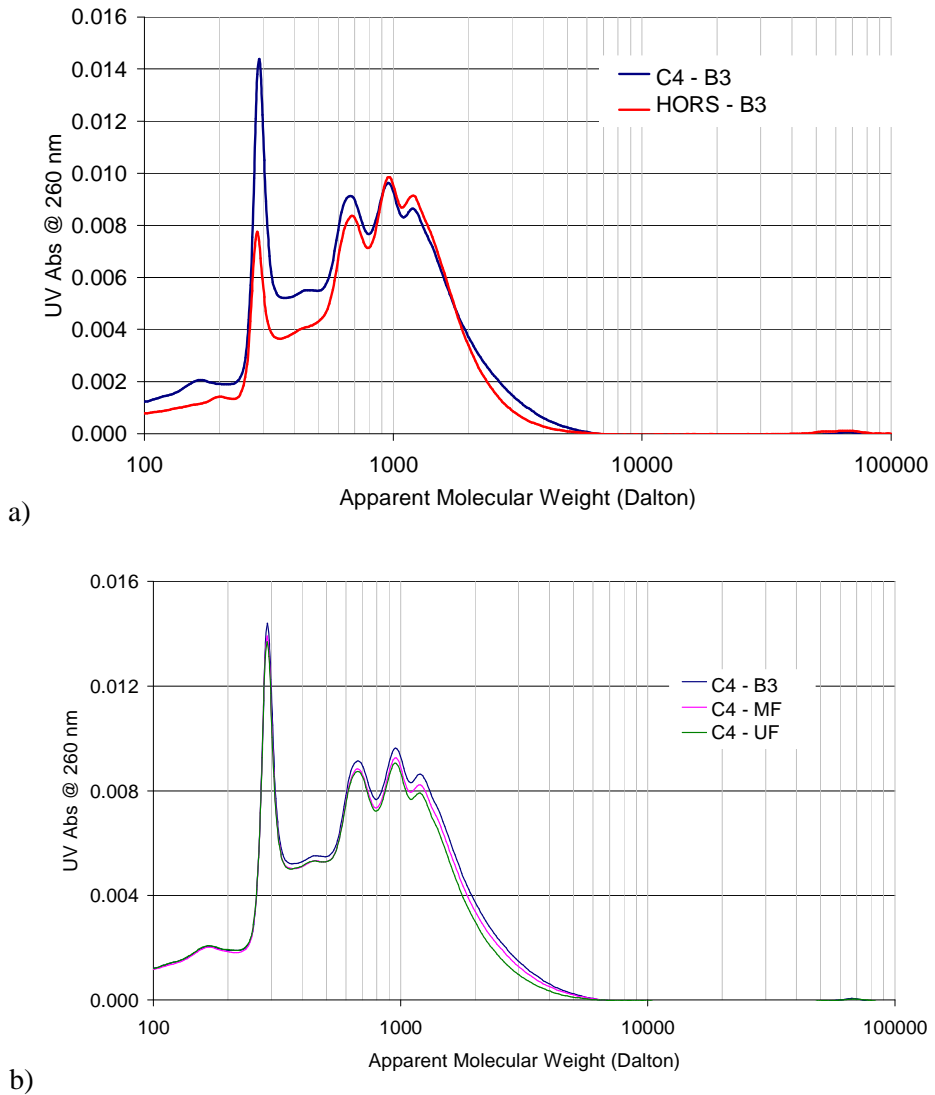 0.016
0.014
0.012
0.010
0.008
0.006
0.004
0.002
0.000
UV Abs @ 260 nm
C4 - B3
HORS - B3
100
1000
10000
100000
Apparent Molecular Weight (Dalton)
a)
0.016
0.012
0.008
0.004
0.000
UV Abs @ 260 nm
C4 - B3
C4 - MF
C4 - UF
100
1000
10000
100000
Apparent Molecular Weight (Dalton)
b)